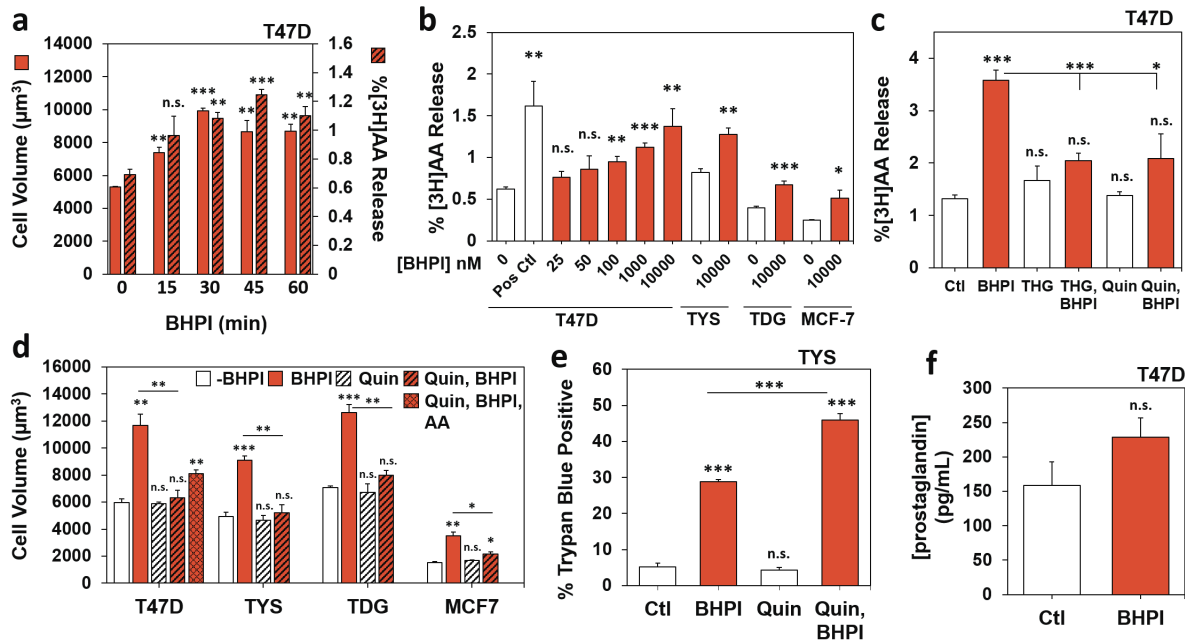 a
T47D
Cell Volume (µm³)
14000
12000
10000
8000
6000
4000
2000
0
1.6
1.4
1.2
1
0.8
0.6
0.4
0.2
0
%[3H]AA Release
**
n.s.
***
**
**
***
**
**
0
15
30
45
60
BHPI (min)
b
% [3H]AA Release
2.5
2
1.5
1
0.5
0
**
n.s.
n.s.
**
***
**
**
***
*
[BHPI] nM
0
Pos Ctl
25
50
100
1000
10000
0
10000
0
10000
0
10000
T47D
TYS
TDG
MCF-7
c
T47D
%[3H]AA Release
5
4
3
2
1
0
***
***
*
n.s.
n.s.
n.s.
n.s.
Ctl
BHPI
THG
THG,
BHPI
Quin
Quin,
BHPI
d
Cell Volume (µm³)
16000
14000
12000
10000
8000
6000
4000
2000
0
-BHPI
BHPI
Quin
Quin, BHPI
Quin, BHPI,
AA
**
**
n.s.
n.s.
**
***
**
n.s.
n.s.
***
**
n.s.
n.s.
**
*
n.s.
*
T47D
TYS
TDG
MCF7
e
TYS
% Trypan Blue Positive
60
50
40
30
20
10
0
***
***
n.s.
***
Ctl
BHPI
Quin
Quin,
BHPI
f
T47D
[prostaglandin]
(pg/mL)
300
250
200
150
100
50
0
n.s.
Ctl
BHPI